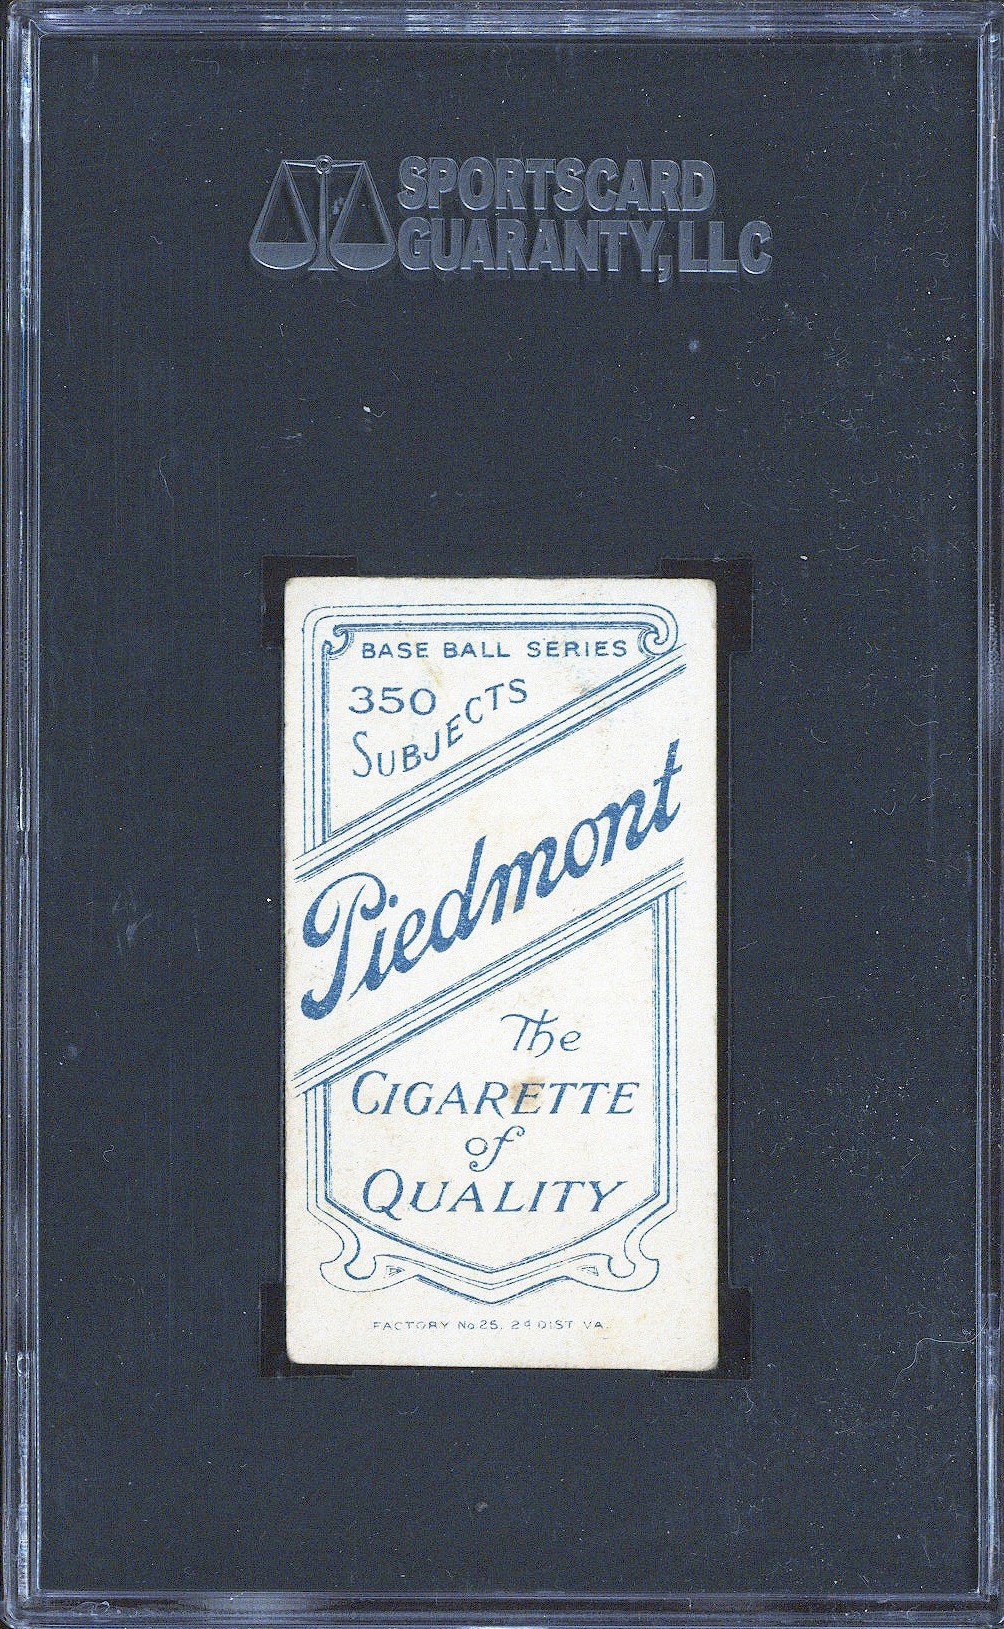 SPORTSCARD
GUARANTY, LLC
BASE BALL SERIES
350
SUBJECTS
Piedmont
The
CIGARETTE
of
QUALITY
FACTORY No 25. 2d DIST VA.